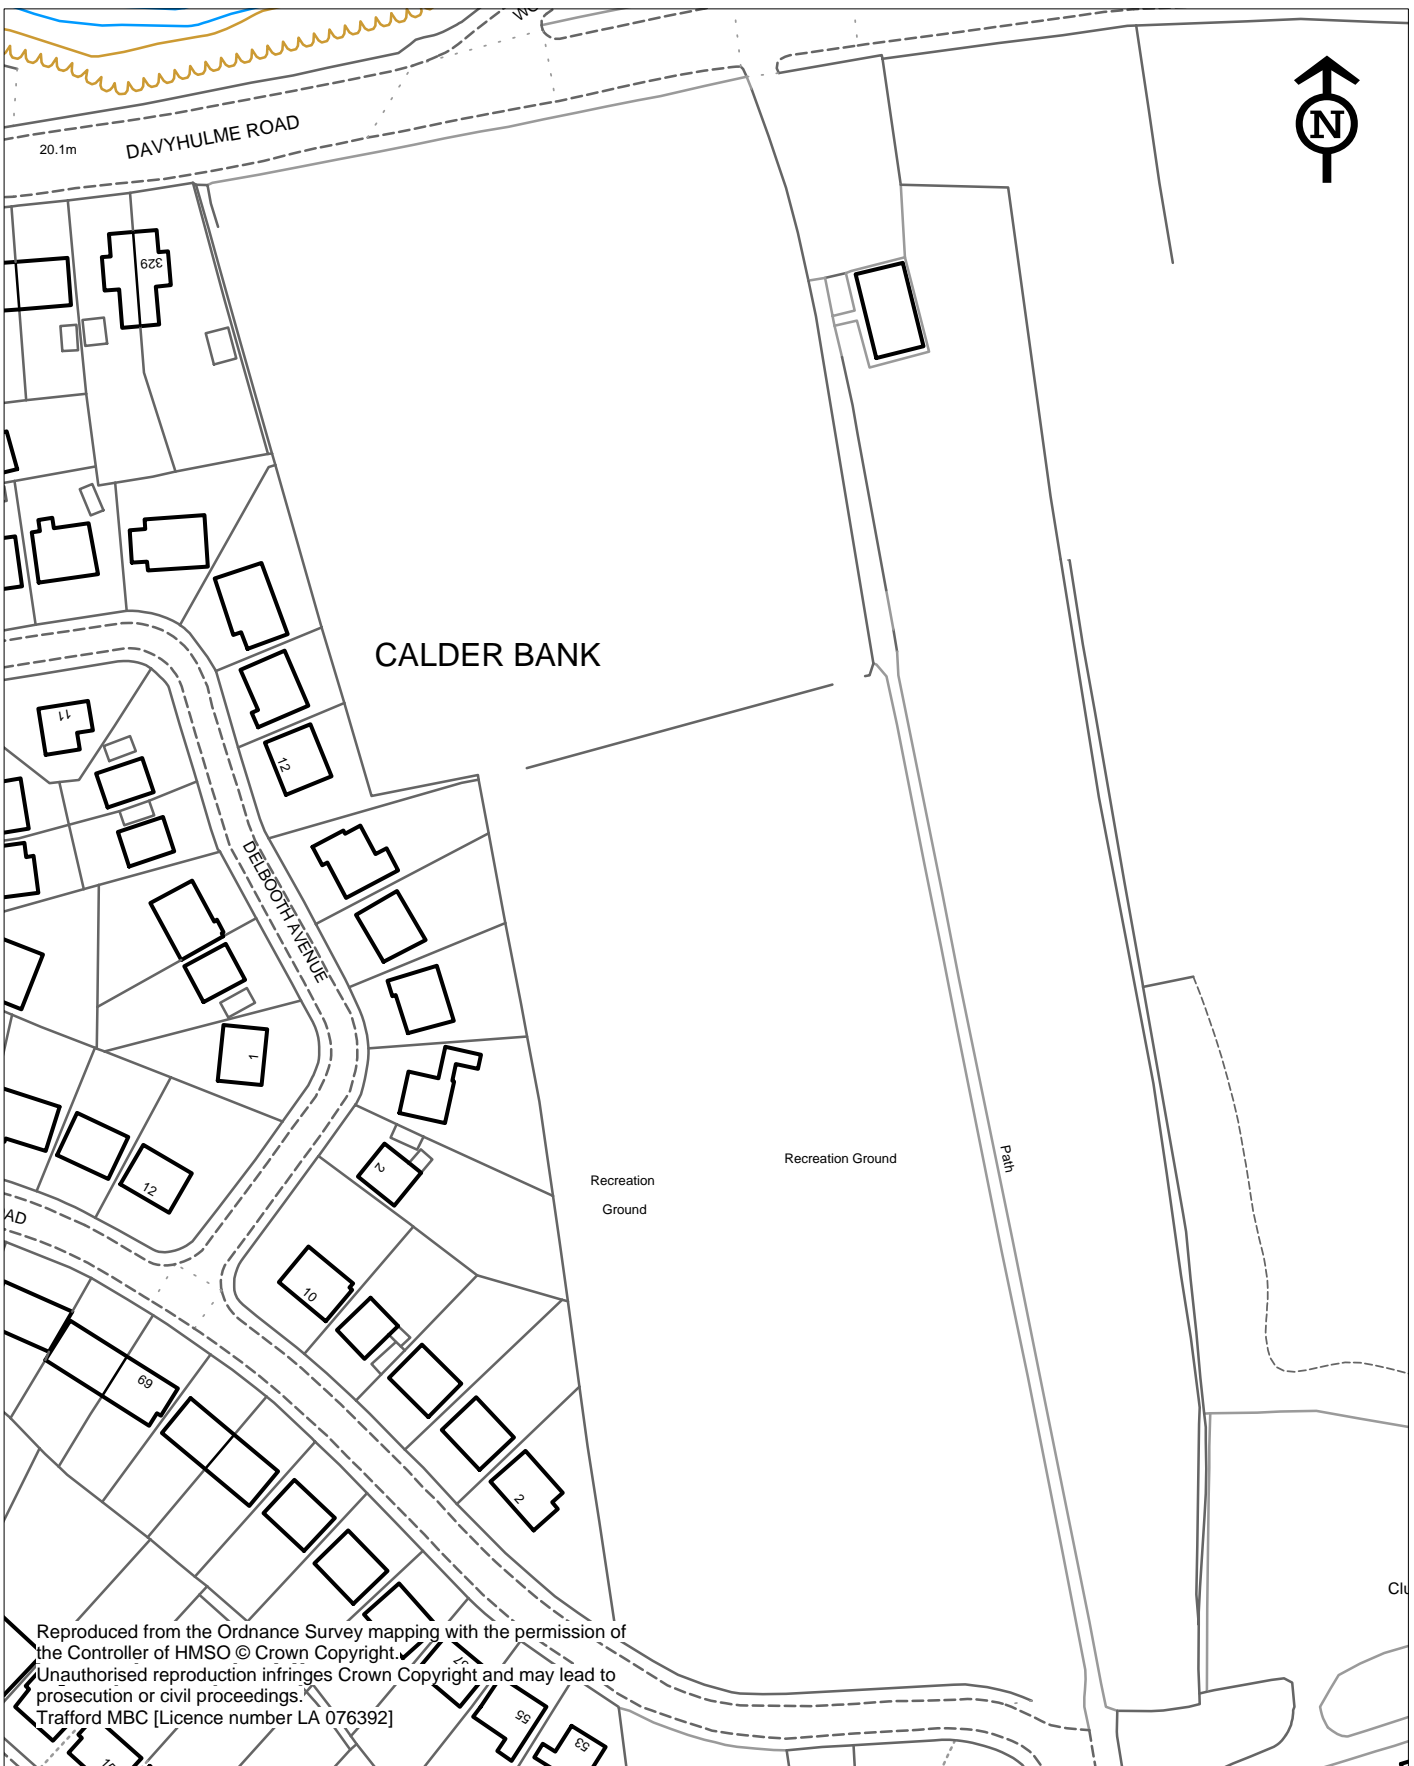 DAVYHULME ROAD
20.1m
N
329
CALDER BANK
11
12
DELBOOTH AVENUE
1
Path
Recreation Ground
Recreation
Ground
2
12
10
69
2
Reproduced from the Ordnance Survey mapping with the permission of
the Controller of HMSO © Crown Copyright.
Unauthorised reproduction infringes Crown Copyright and may lead to
prosecution or civil proceedings.
Trafford MBC [Licence number LA 076392]
55
53